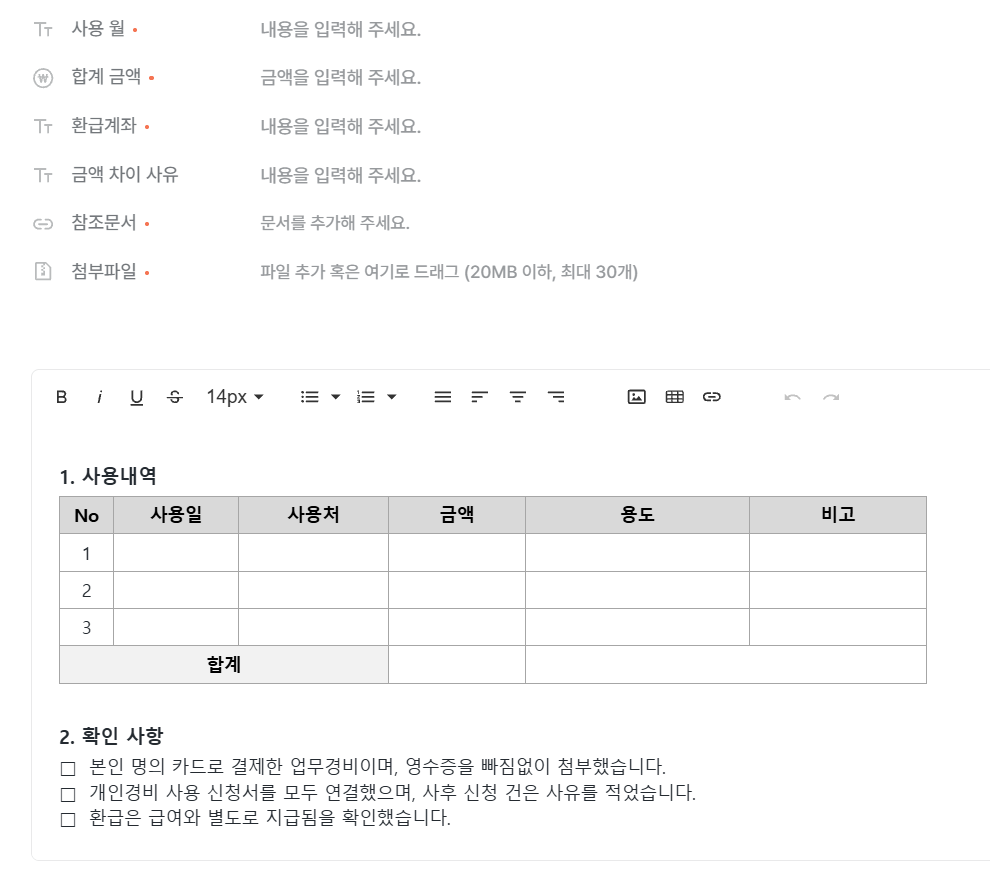 사용 월 • 내용을 입력해 주세요.
합계 금액 • 금액을 입력해 주세요.
환급계좌 • 내용을 입력해 주세요.
금액 차이 사유 내용을 입력해 주세요.
참조문서 • 문서를 추가해 주세요.
첨부파일 • 파일 추가 혹은 여기로 드래그 (20MB 이하, 최대 30개)
B i U S 14px
1. 사용내역
No 사용일 사용처 금액 용도 비고
1
2
3
합계
2. 확인 사항
□ 본인 명의 카드로 결제한 업무경비이며, 영수증을 빠짐없이 첨부했습니다.
□ 개인경비 사용 신청서를 모두 연결했으며, 사후 신청 건은 사유를 적었습니다.
□ 환급은 급여와 별도로 지급됨을 확인했습니다.